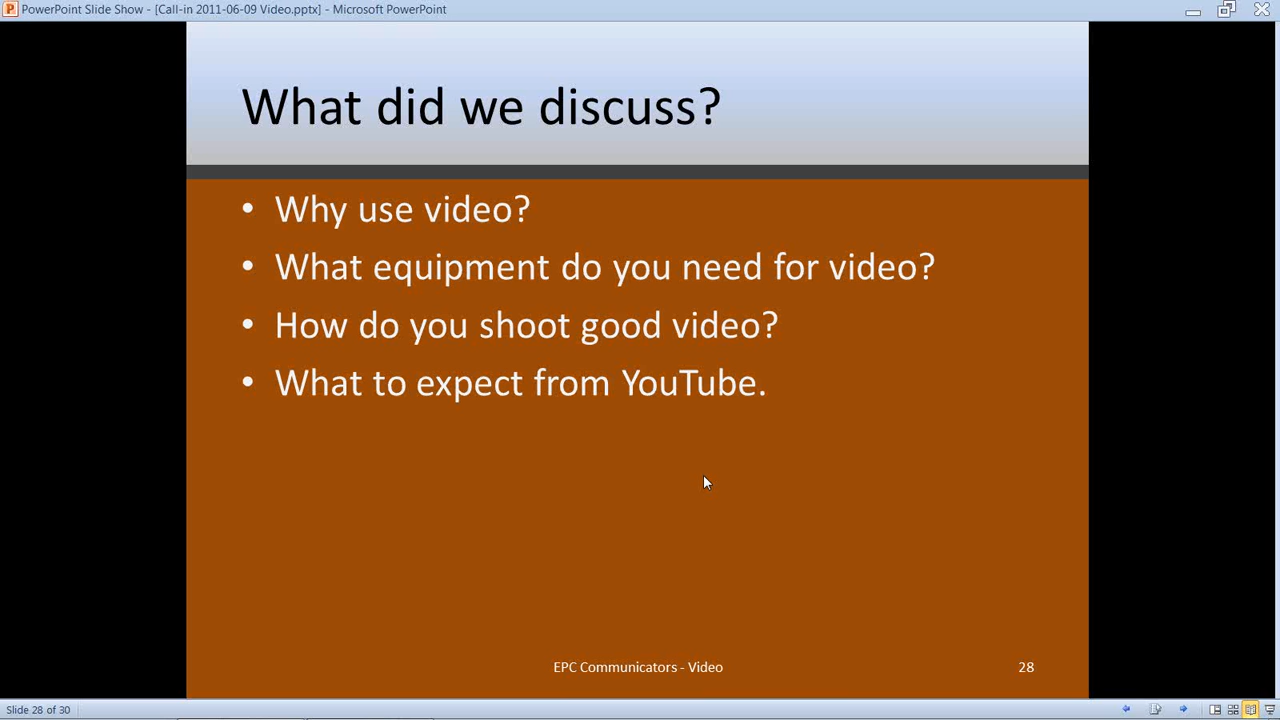 PowerPoint Slide Show - [Call-in 2011-06-09 Video.pptx] - Microsoft PowerPoint
What did we discuss?
• Why use video?
• What equipment do you need for video?
• How do you shoot good video?
• What to expect from YouTube.
EPC Communicators - Video
28
Slide 28 of 30